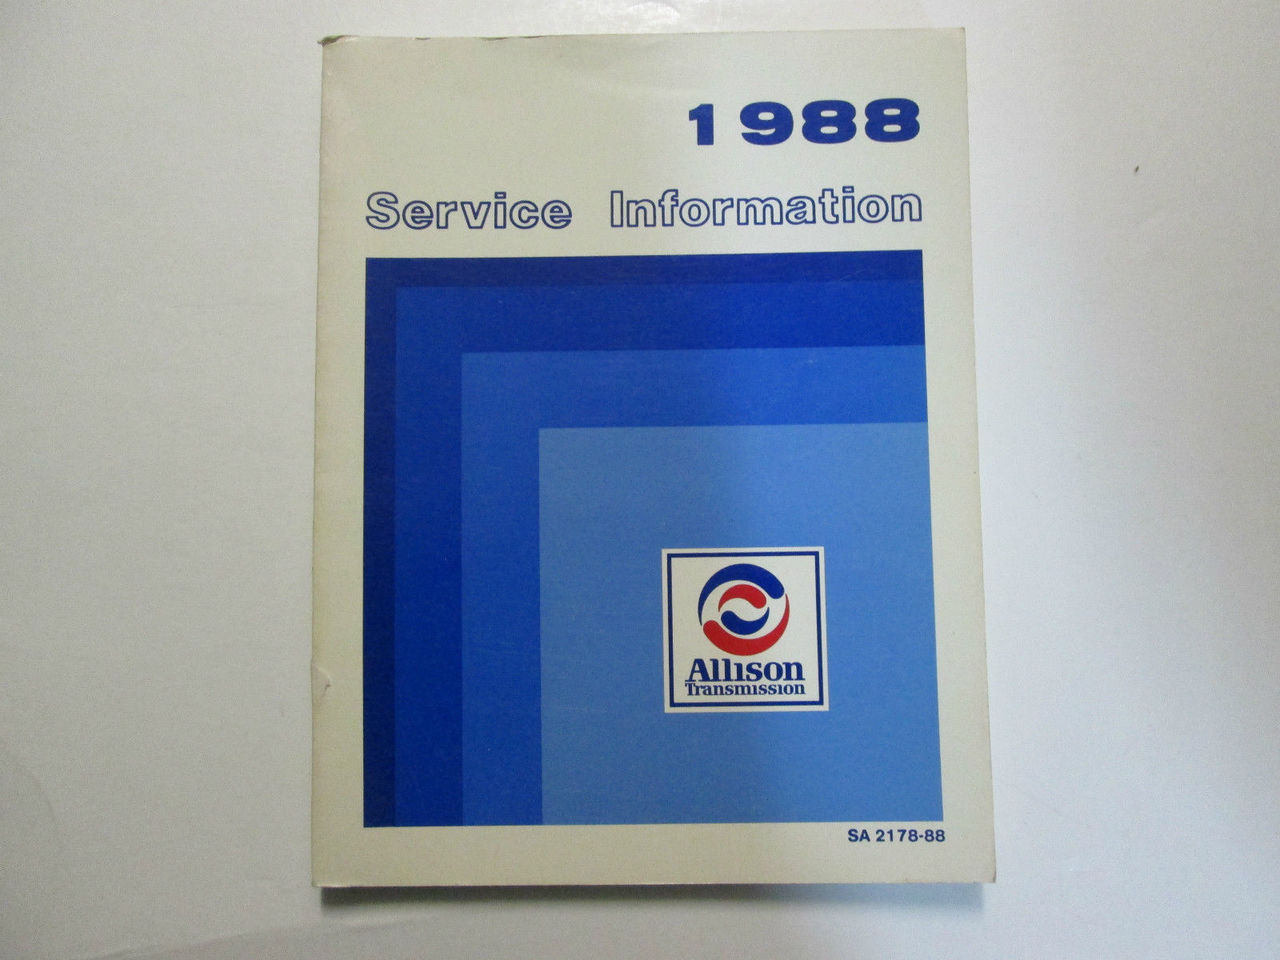 1988
Service Information
Allison
Transmission
SA 2178-88